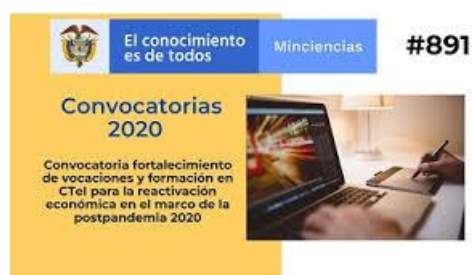 El conocimiento
es de todos
Minciencias
#891
Convocatorias
2020
Convocatoria fortalecimiento
de vocaciones y formación en
CTeI para la reactivación
económica en el marco de la
postpandemia 2020